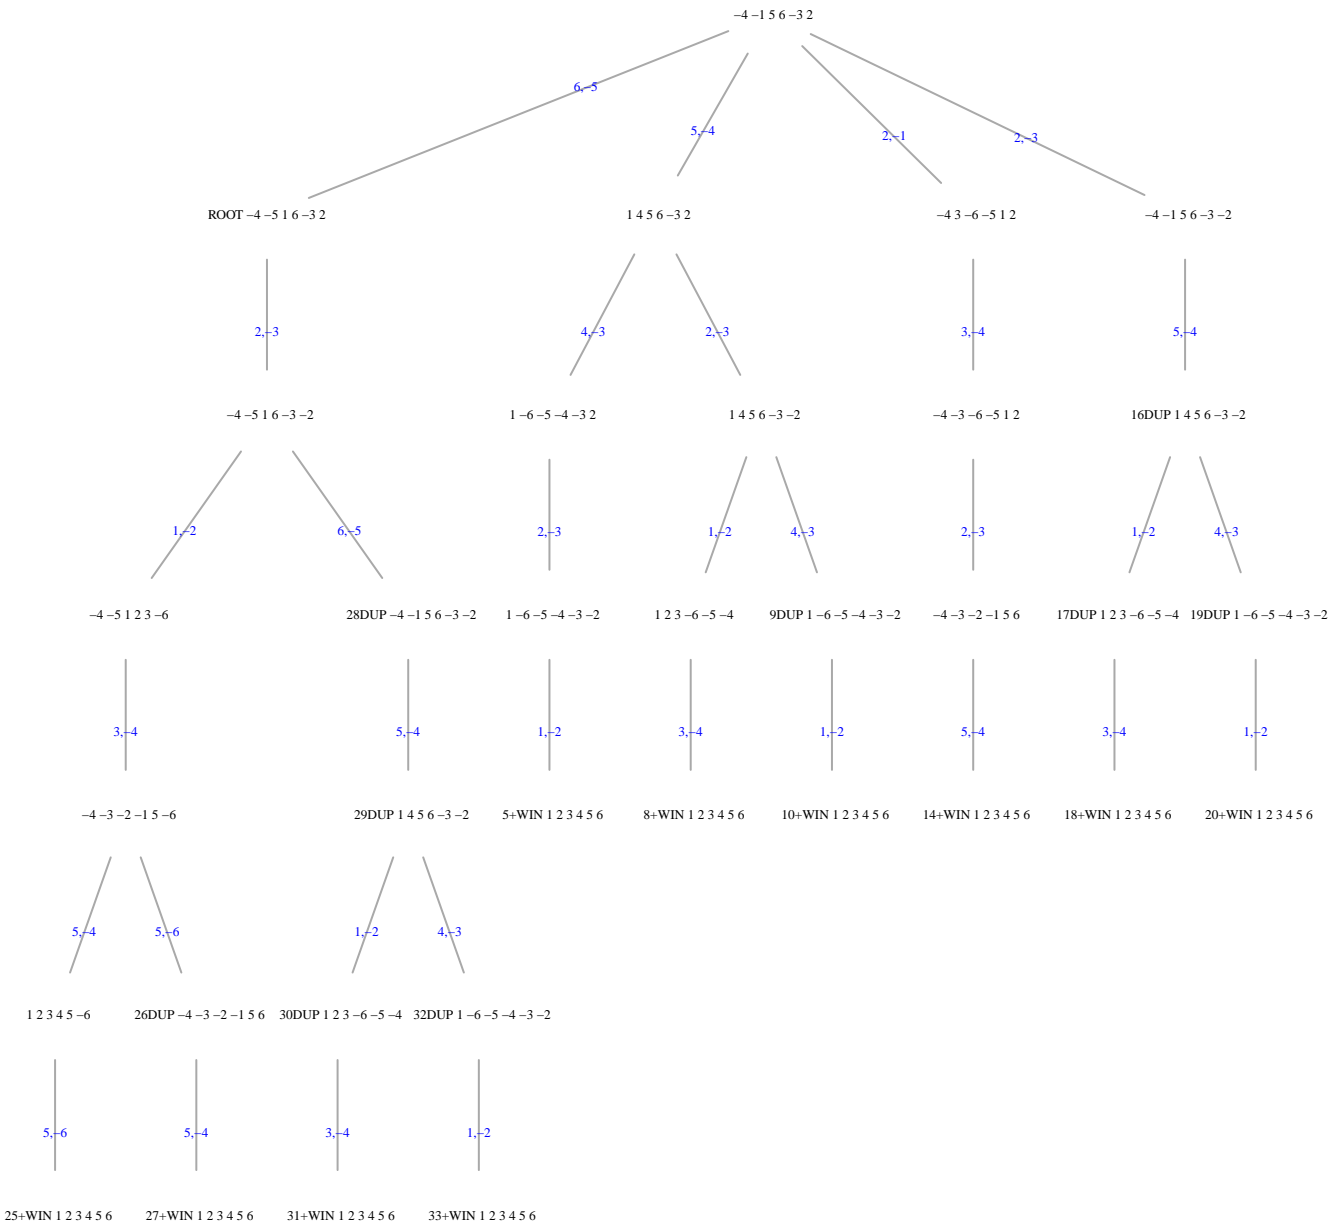 −4 −1 5 6 −3 2
6,−5
5,−4
2,−1
2,−3
ROOT −4 −5 1 6 −3 2
1 4 5 6 −3 2
−4 3 −6 −5 1 2
−4 −1 5 6 −3 −2
2,−3
4,−3
2,−3
3,−4
5,−4
−4 −5 1 6 −3 −2
1 −6 −5 −4 −3 2
1 4 5 6 −3 −2
−4 −3 −6 −5 1 2
16DUP 1 4 5 6 −3 −2
1,−2
6,−5
2,−3
1,−2
4,−3
2,−3
1,−2
4,−3
−4 −5 1 2 3 −6
28DUP −4 −1 5 6 −3 −2
1 −6 −5 −4 −3 −2
1 2 3 −6 −5 −4
9DUP 1 −6 −5 −4 −3 −2
−4 −3 −2 −1 5 6
17DUP 1 2 3 −6 −5 −4
19DUP 1 −6 −5 −4 −3 −2
3,−4
5,−4
1,−2
3,−4
1,−2
5,−4
3,−4
1,−2
−4 −3 −2 −1 5 −6
29DUP 1 4 5 6 −3 −2
5+WIN 1 2 3 4 5 6
8+WIN 1 2 3 4 5 6
10+WIN 1 2 3 4 5 6
14+WIN 1 2 3 4 5 6
18+WIN 1 2 3 4 5 6
20+WIN 1 2 3 4 5 6
5,−4
5,−6
1,−2
4,−3
1 2 3 4 5 −6
26DUP −4 −3 −2 −1 5 6
30DUP 1 2 3 −6 −5 −4
32DUP 1 −6 −5 −4 −3 −2
5,−6
5,−4
3,−4
1,−2
25+WIN 1 2 3 4 5 6
27+WIN 1 2 3 4 5 6
31+WIN 1 2 3 4 5 6
33+WIN 1 2 3 4 5 6